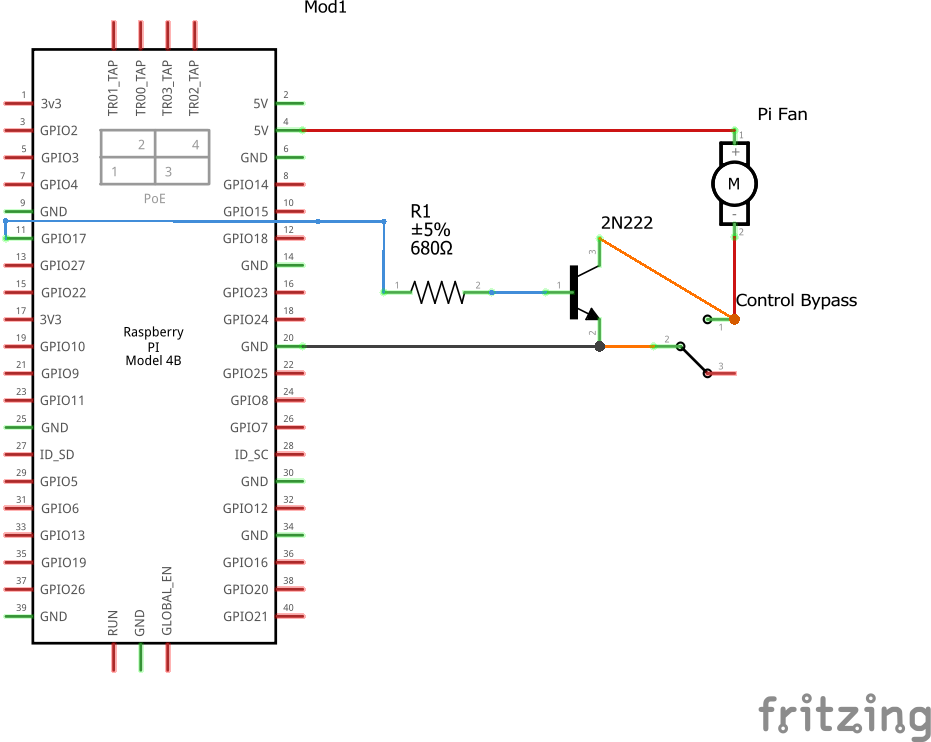 Mod1
TR01_TAP
TR00_TAP
TR03_TAP
TR02_TAP
1 3v3 5V 2
3 GPIO2 5V 4
5 GPIO3 GND 6
7 GPIO4 GPIO14 8
9 GND GPIO15 10
11 GPIO17 GPIO18 12
13 GPIO27 GND 14
15 GPIO22 GPIO23 16
17 3V3 GPIO24 18
19 GPIO10 GND 20
21 GPIO9 GPIO25 22
23 GPIO11 GPIO8 24
25 GND GPIO7 26
27 ID_SD ID_SC 28
29 GPIO5 GND 30
31 GPIO6 GPIO12 32
33 GPIO13 GND 34
35 GPIO19 GPIO16 36
37 GPIO26 GPIO20 38
39 GND GPIO21 40
2 4
1 3
PoE
Raspberry
PI
Model 4B
RUN
GND
GLOBAL_EN
R1
±5%
680Ω
1 2
2N222
3
1
2
Pi Fan
1
+
M
-
2
Control Bypass
1
2
3
fritzing